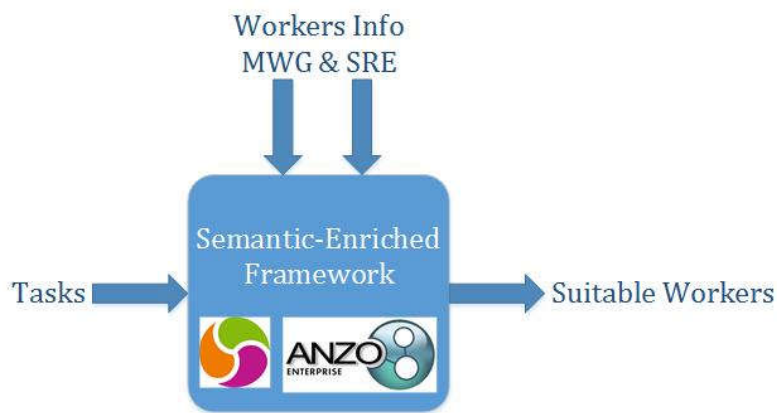 Workers Info
MWG & SRE
Semantic-Enriched
Framework
Tasks
Suitable Workers
ANZO
ENTERPRISE